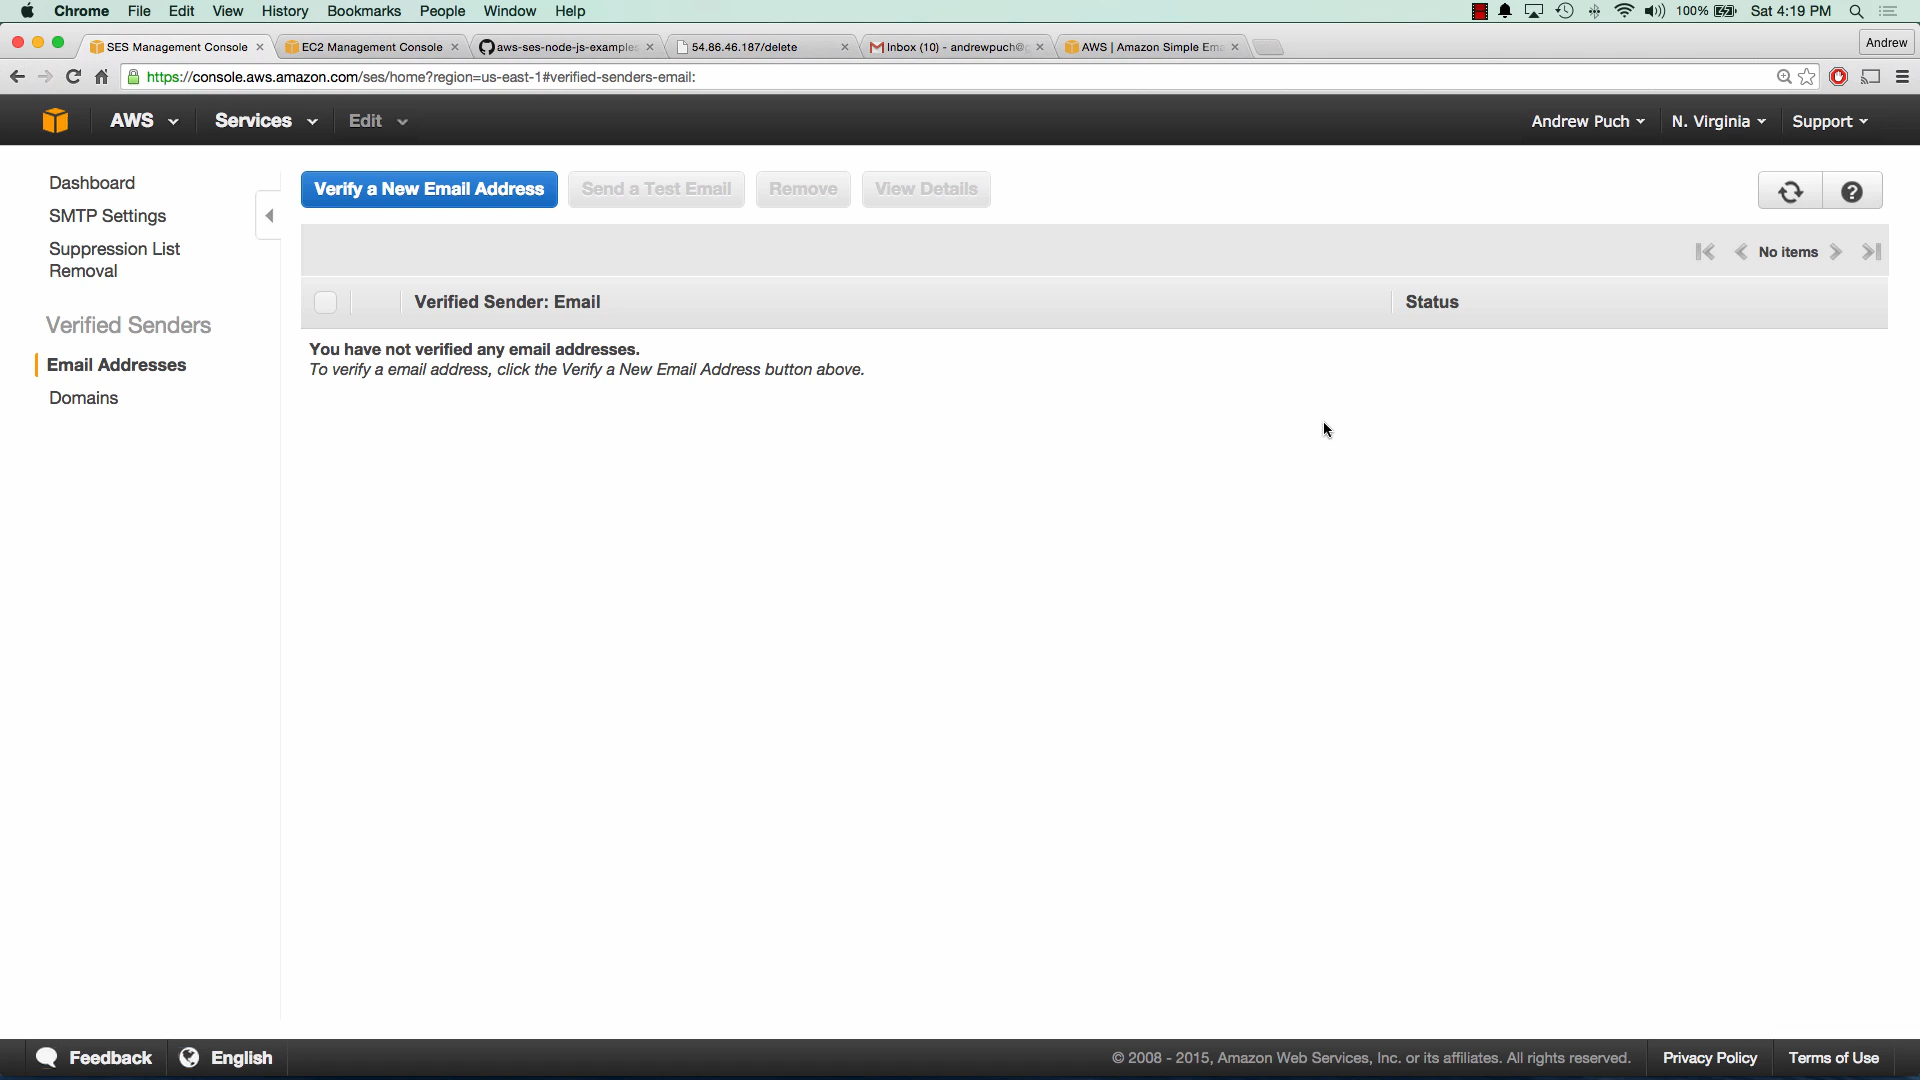 Chrome File Edit View History Bookmarks People Window Help 100% Sat 4:19 PM
SES Management Console EC2 Management Console aws-ses-node-js-examples 54.86.46.187/delete Inbox (10) - andrewpuch@ AWS | Amazon Simple Ema Andrew
https://console.aws.amazon.com/ses/home?region=us-east-1#verified-senders-email:
AWS Services Edit Andrew Puch N. Virginia Support
Dashboard
SMTP Settings
Suppression List
Removal
Verified Senders
Email Addresses
Domains
Verify a New Email Address Send a Test Email Remove View Details
No items
Verified Sender: Email Status
You have not verified any email addresses.
To verify a email address, click the Verify a New Email Address button above.
Feedback English © 2008 - 2015, Amazon Web Services, Inc. or its affiliates. All rights reserved. Privacy Policy Terms of Use